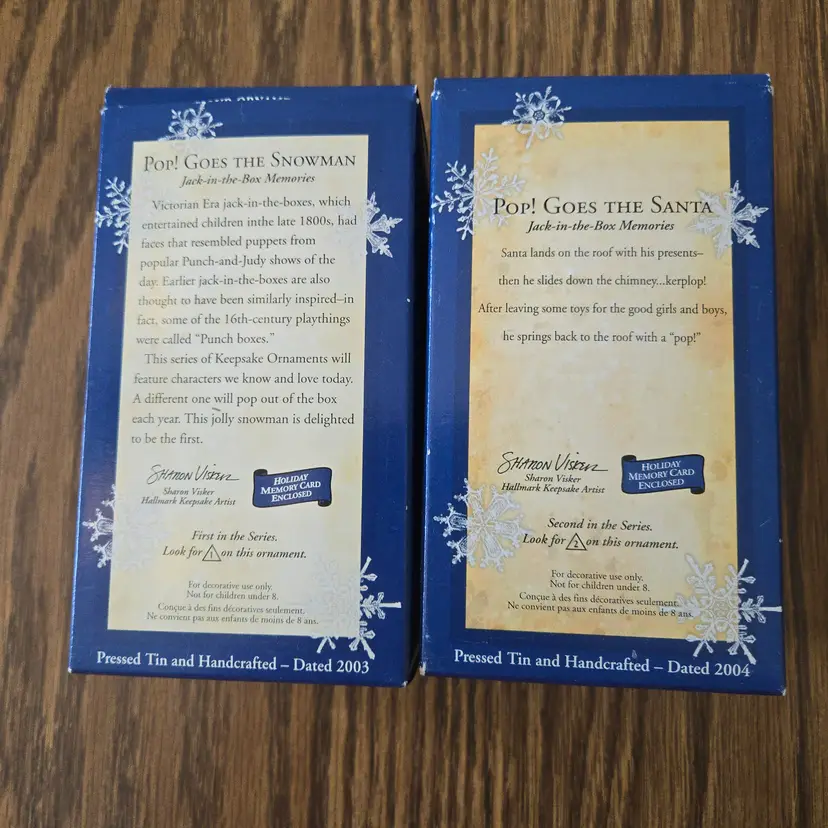 POP! GOES THE SNOWMAN
Jack-in-the-Box Memories
Victorian Era jack-in-the-boxes, which
entertained children inthe late 1800s, had
faces that resembled puppets from
popular Punch-and-Judy shows of the
day. Earlier jack-in-the-boxes are also
thought to have been similarly inspired–in
fact, some of the 16th-century playthings
were called “Punch boxes.”
This series of Keepsake Ornaments will
feature characters we know and love today.
A different one will pop out of the box
each year. This jolly snowman is delighted
to be the first.
SHARON VISKER
Sharon Visker
Hallmark Keepsake Artist
HOLIDAY
MEMORY CARD
ENCLOSED
First in the Series.
Look for 1 on this ornament.
For decorative use only.
Not for children under 8.
Conçue à des fins décoratives seulement.
Ne convient pas aux enfants de moins de 8 ans.
Pressed Tin and Handcrafted – Dated 2003
POP! GOES THE SANTA
Jack-in-the-Box Memories
Santa lands on the roof with his presents–
then he slides down the chimney...kerplop!
After leaving some toys for the good girls and boys,
he springs back to the roof with a “pop!”
SHARON VISKER
Sharon Visker
Hallmark Keepsake Artist
HOLIDAY
MEMORY CARD
ENCLOSED
Second in the Series.
Look for 2 on this ornament.
For decorative use only.
Not for children under 8.
Conçue à des fins décoratives seulement.
Ne convient pas aux enfants de moins de 8 ans.
Pressed Tin and Handcrafted – Dated 2004